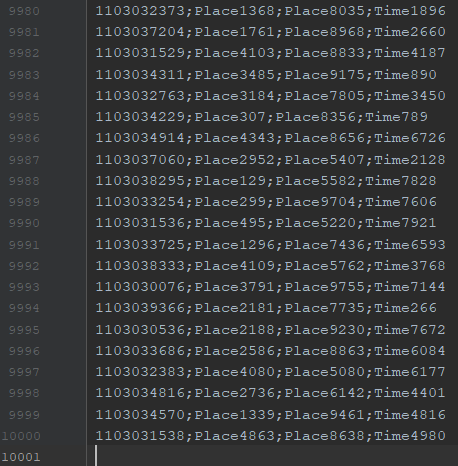 9980 1103032373;Place1368;Place8035;Time1896
9981 1103037204;Place1761;Place8968;Time2660
9982 1103031529;Place4103;Place8833;Time4187
9983 1103034311;Place3485;Place9175;Time890
9984 1103032763;Place3184;Place7805;Time3450
9985 1103034229;Place307;Place8356;Time789
9986 1103034914;Place4343;Place8656;Time6726
9987 1103037060;Place2952;Place5407;Time2128
9988 1103038295;Place129;Place5582;Time7828
9989 1103033254;Place299;Place9704;Time7606
9990 1103031536;Place495;Place5220;Time7921
9991 1103033725;Place1296;Place7436;Time6593
9992 1103038333;Place4109;Place5762;Time3768
9993 1103030076;Place3791;Place9755;Time7144
9994 1103039366;Place2181;Place7735;Time266
9995 1103030536;Place2188;Place9230;Time7672
9996 1103033686;Place2586;Place8863;Time6084
9997 1103032383;Place4080;Place5080;Time6177
9998 1103034816;Place2736;Place6142;Time4401
9999 1103034570;Place1339;Place9461;Time4816
10000 1103031538;Place4863;Place8638;Time4980
10001